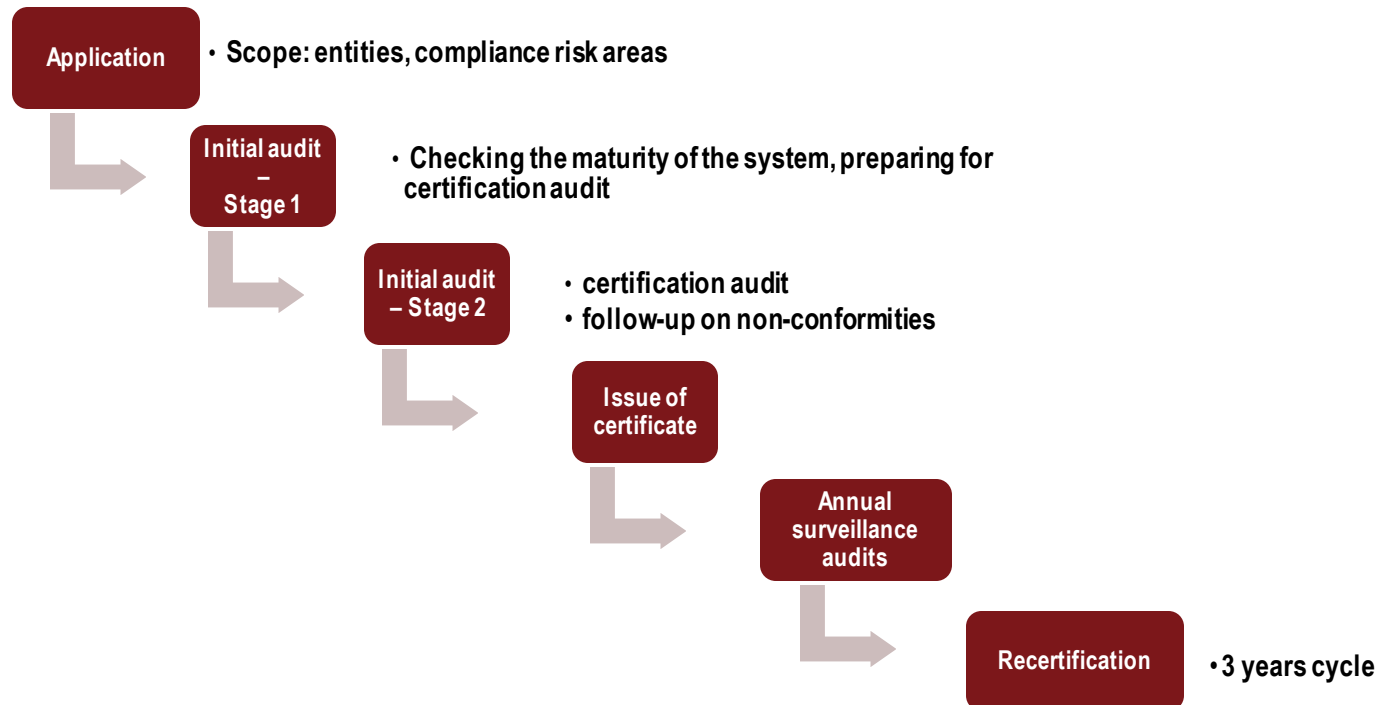 Application
• Scope: entities, compliance risk areas
Initial audit
–
Stage 1
• Checking the maturity of the system, preparing for
certification audit
Initial audit
– Stage 2
• certification audit
• follow-up on non-conformities
Issue of
certificate
Annual
surveillance
audits
Recertification
• 3 years cycle